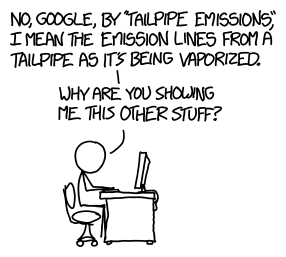 NO, GOOGLE, BY "TAILPIPE EMISSIONS,"
I MEAN THE EMISSION LINES FROM A
TAILPIPE AS IT'S BEING VAPORIZED.
WHY ARE YOU SHOWING
ME THIS OTHER STUFF?